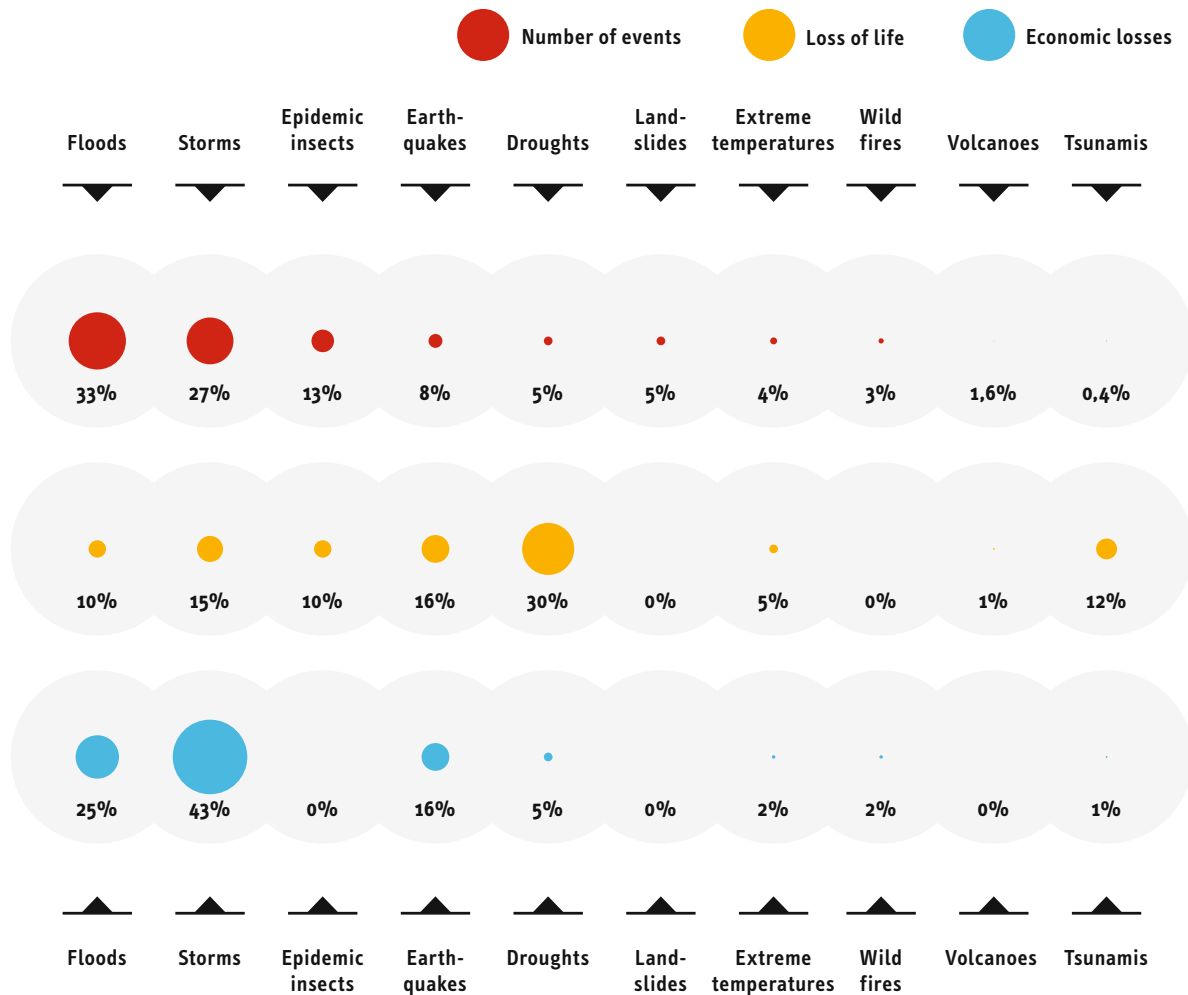 Number of events Loss of life Economic losses
Epidemic Earth- Land- Extreme Wild
Floods Storms insects quakes Droughts slides temperatures fires Volcanoes Tsunamis
33% 27% 13% 8% 5% 5% 4% 3% 1,6% 0,4%
10% 15% 10% 16% 30% 0% 5% 0% 1% 12%
25% 43% 0% 16% 5% 0% 2% 2% 0% 1%
Floods Storms Epidemic Earth- Droughts Land- Extreme Wild Volcanoes Tsunamis
insects quakes slides temperatures fires